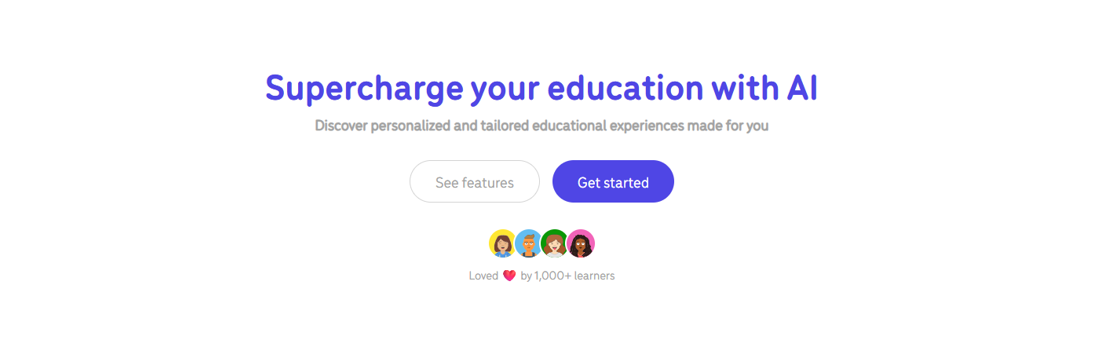 Supercharge your education with AI
Discover personalized and tailored educational experiences made for you
See features
Get started
Loved ❤️ by 1,000+ learners